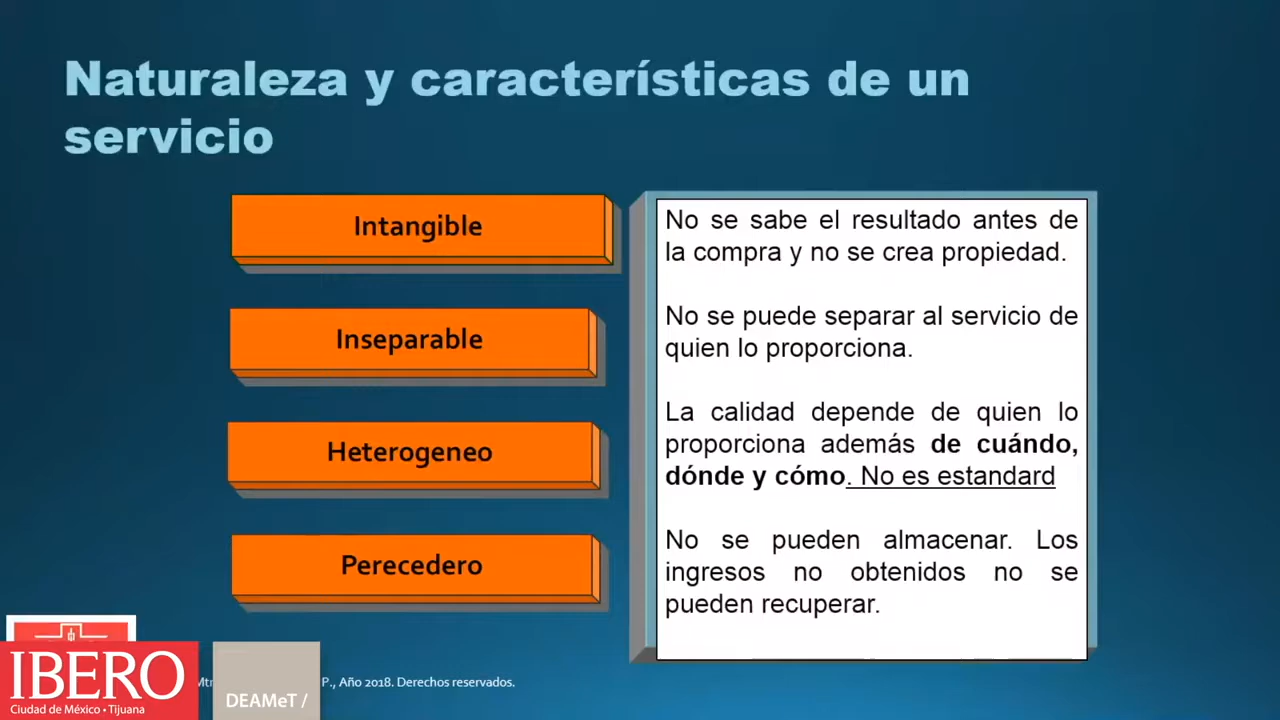 Naturaleza y características de un
servicio
Intangible
No se sabe el resultado antes de
la compra y no se crea propiedad.
Inseparable
No se puede separar al servicio de
quien lo proporciona.
Heterogeneo
La calidad depende de quien lo
proporciona además de cuándo,
dónde y cómo. No es estandard
Perecedero
No se pueden almacenar. Los
ingresos no obtenidos no se
pueden recuperar.
IBERO
Ciudad de México • Tijuana
DEAMeT /
P., Año 2018. Derechos reservados.